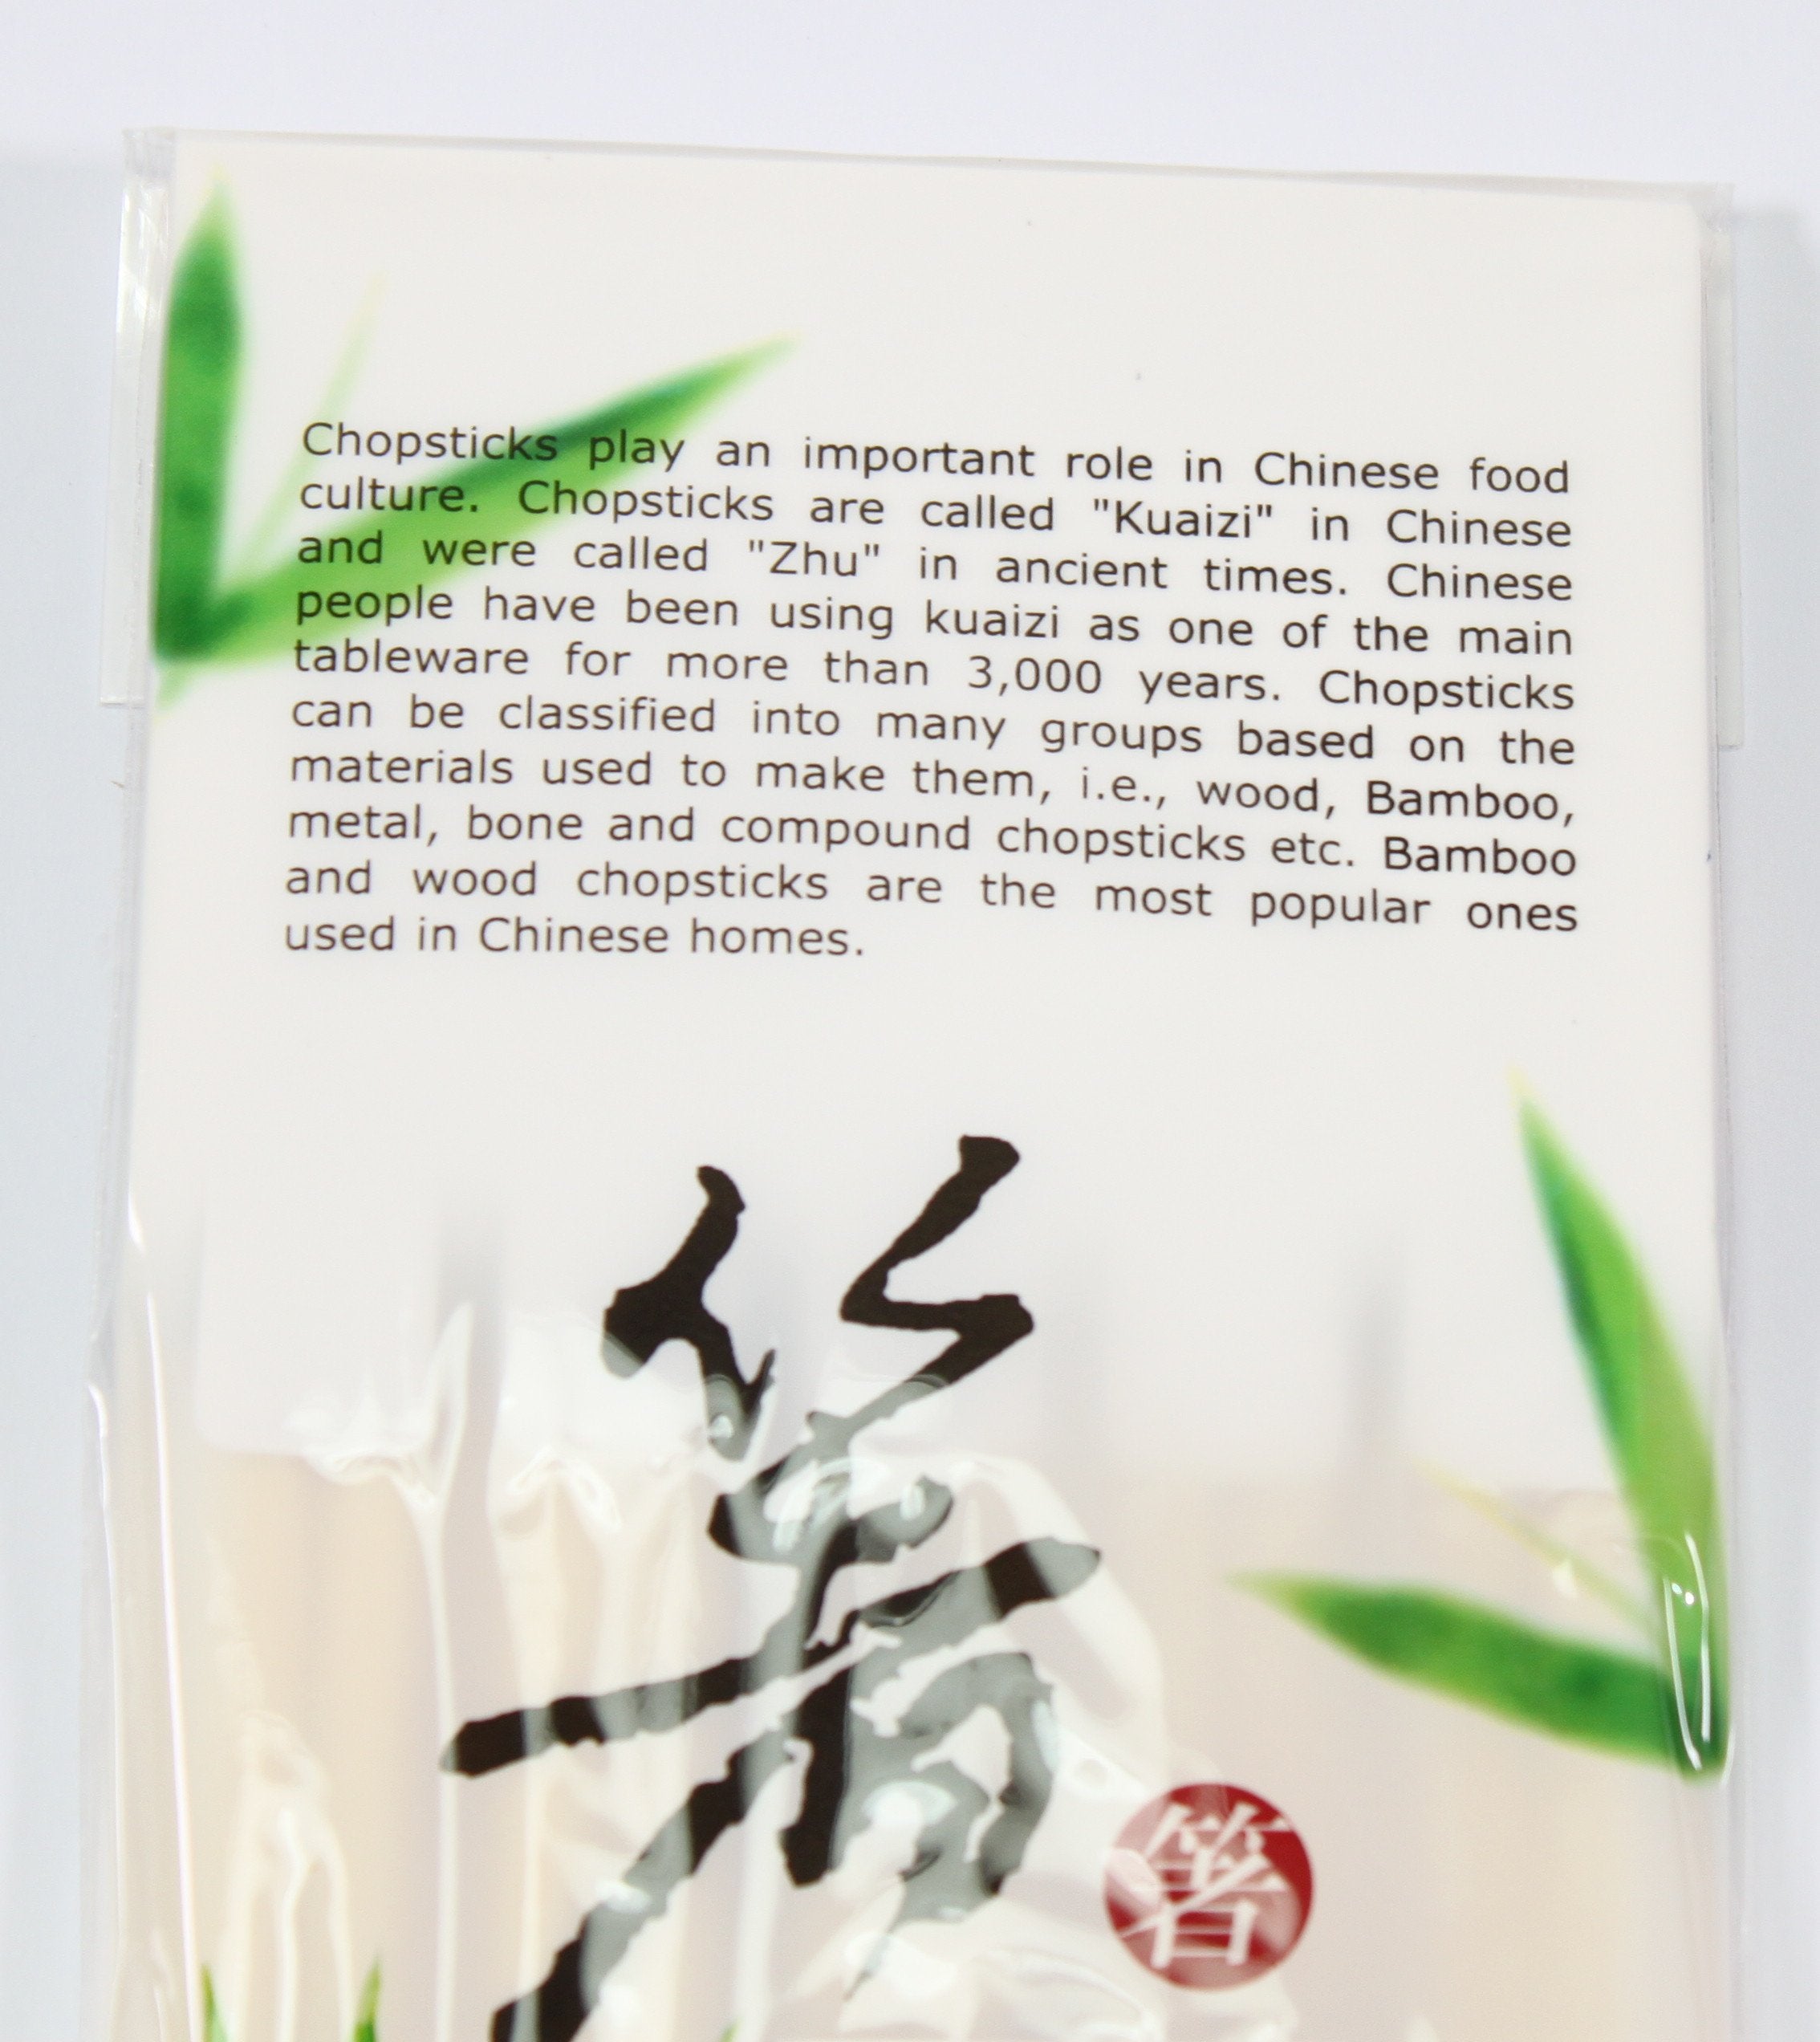 Chopsticks play an important role in Chinese food
culture. Chopsticks are called "Kuaizi" in Chinese
and were called "Zhu" in ancient times. Chinese
people have been using kuaizi as one of the main
tableware for more than 3,000 years. Chopsticks
can be classified into many groups based on the
materials used to make them, i.e., wood, Bamboo,
metal, bone and compound chopsticks etc. Bamboo
and wood chopsticks are the most popular ones
used in Chinese homes.
箸
箸